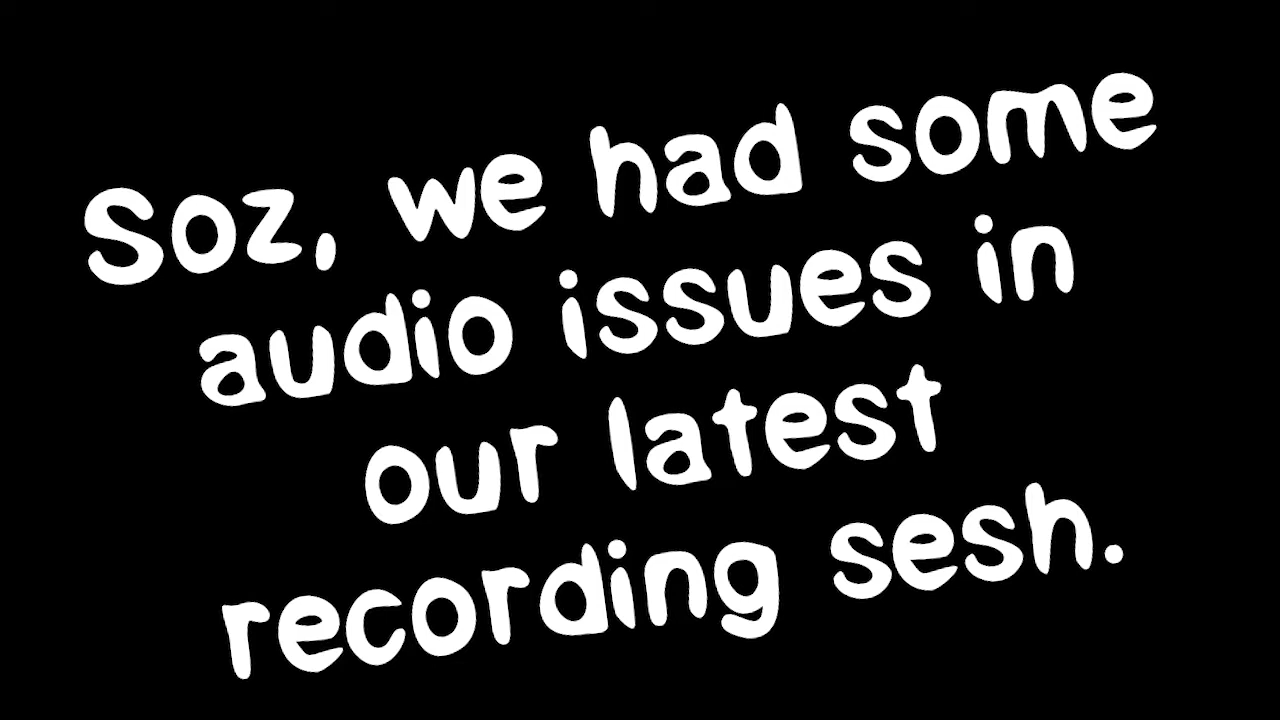 Soz, we had some
audio issues in
our latest
recording sesh.